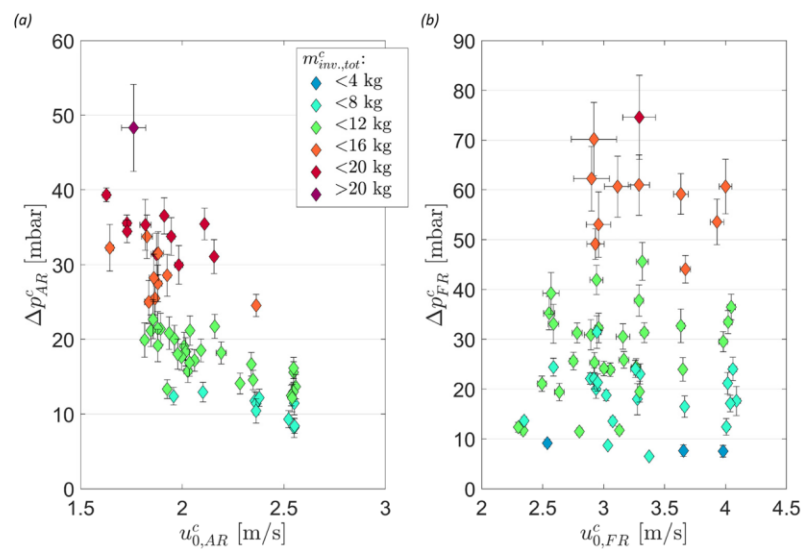 (a)
60
50
40
30
20
10
0
Δp^c_AR [mbar]
1.5 2 2.5 3
u^c_0,AR [m/s]
m^c_inv.,tot:
<4 kg
<8 kg
<12 kg
<16 kg
<20 kg
>20 kg
(b)
90
80
70
60
50
40
30
20
10
0
Δp^c_FR [mbar]
2 2.5 3 3.5 4 4.5
u^c_0,FR [m/s]